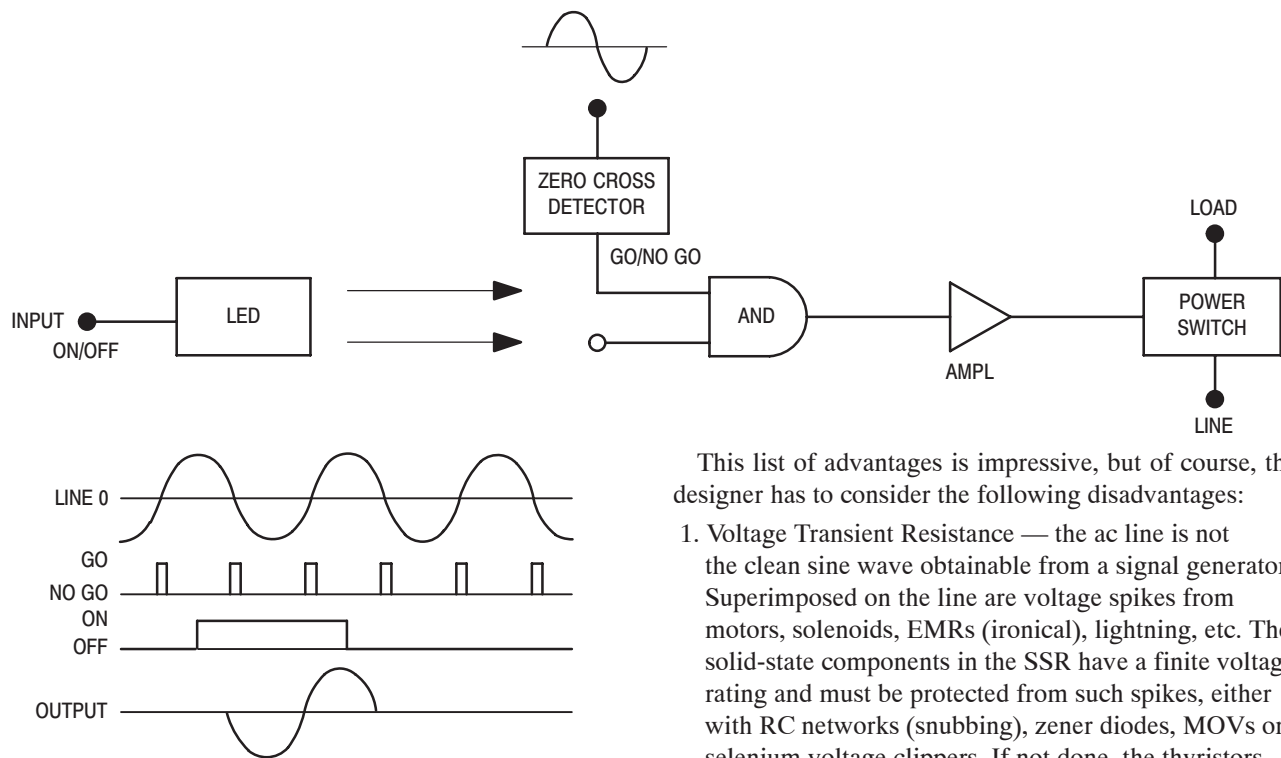 ZERO CROSS
DETECTOR
GO/NO GO
LOAD
INPUT
ON/OFF
LED
AND
AMPL
POWER
SWITCH
LINE
LINE 0
GO
NO GO
ON
OFF
OUTPUT
This list of advantages is impressive, but of course, th
designer has to consider the following disadvantages:
1. Voltage Transient Resistance — the ac line is not
the clean sine wave obtainable from a signal generator
Superimposed on the line are voltage spikes from
motors, solenoids, EMRs (ironical), lightning, etc. The
solid-state components in the SSR have a finite voltag
rating and must be protected from such spikes, either
with RC networks (snubbing), zener diodes, MOVs or
selenium voltage clippers. If not done, the thyristors